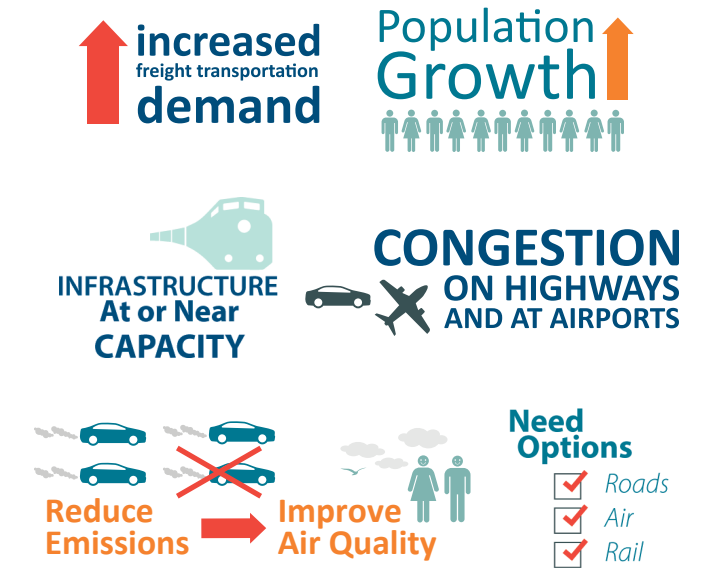 increased
freight transportation
demand
Population
Growth
INFRASTRUCTURE
At or Near
CAPACITY
CONGESTION
ON HIGHWAYS
AND AT AIRPORTS
Reduce
Emissions
Improve
Air Quality
Need
Options
Roads
Air
Rail